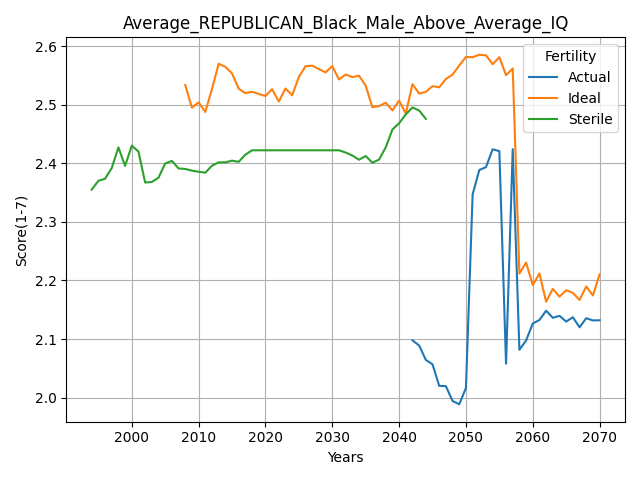 Average_REPUBLICAN_Black_Male_Above_Average_IQ
Fertility
Actual
Ideal
Sterile
Score(1-7)
2.6
2.5
2.4
2.3
2.2
2.1
2.0
2000 2010 2020 2030 2040 2050 2060 2070
Years